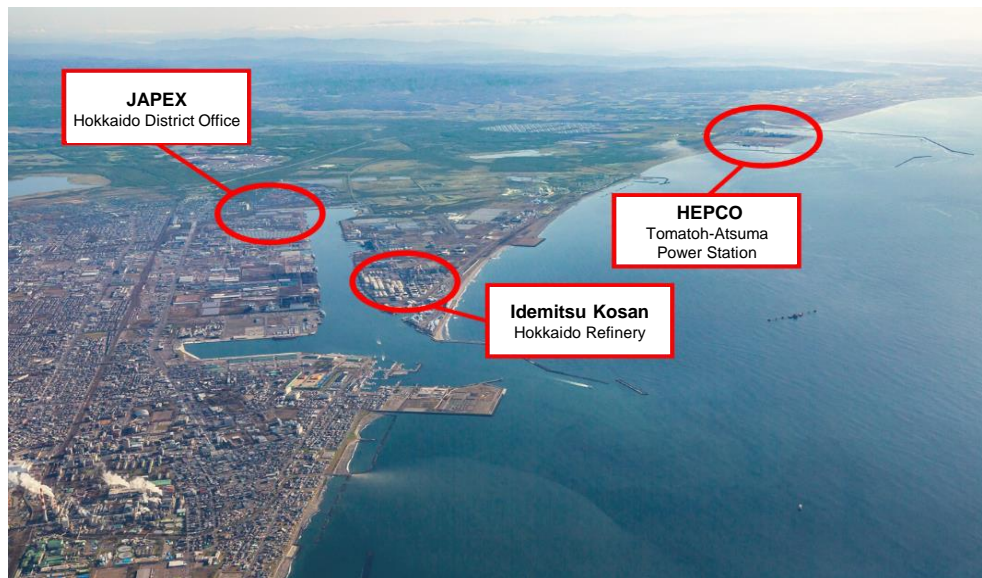 JAPEX
Hokkaido District Office
HEPCO
Tomatoh-Atsuma
Power Station
Idemitsu Kosan
Hokkaido Refinery